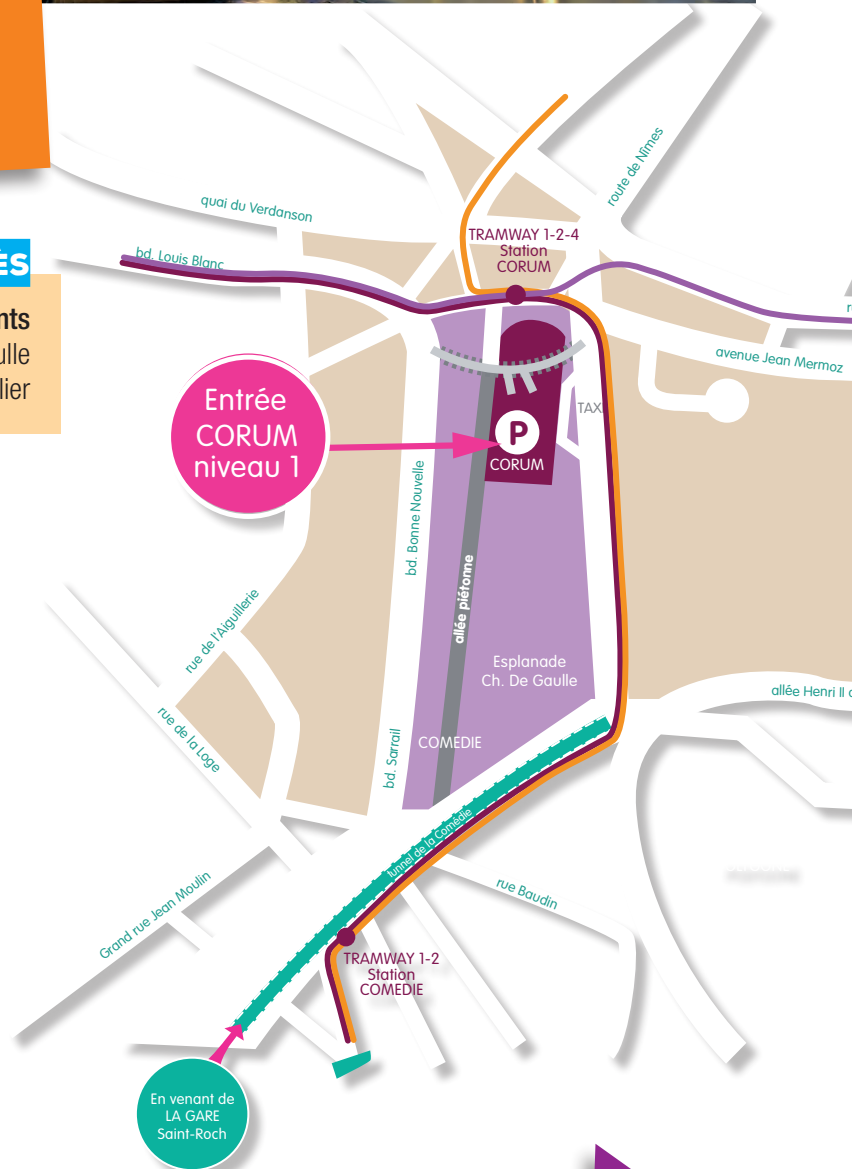 ÉS
nts
ulle
lier
quai du Verdanson
route de Nîmes
bd. Louis Blanc
TRAMWAY 1-2-4
Station
CORUM
avenue Jean Mermoz
Entrée
CORUM
niveau 1
TAXI
P
CORUM
bd. Bonne Nouvelle
allée piétonne
rue de l'Aiguillerie
Esplanade
Ch. De Gaulle
allée Henri II
rue de la Loge
bd. Sarrail
COMEDIE
tunnel de la Comédie
Grand rue Jean Moulin
rue Baudin
TRAMWAY 1-2
Station
COMEDIE
En venant de
LA GARE
Saint-Roch